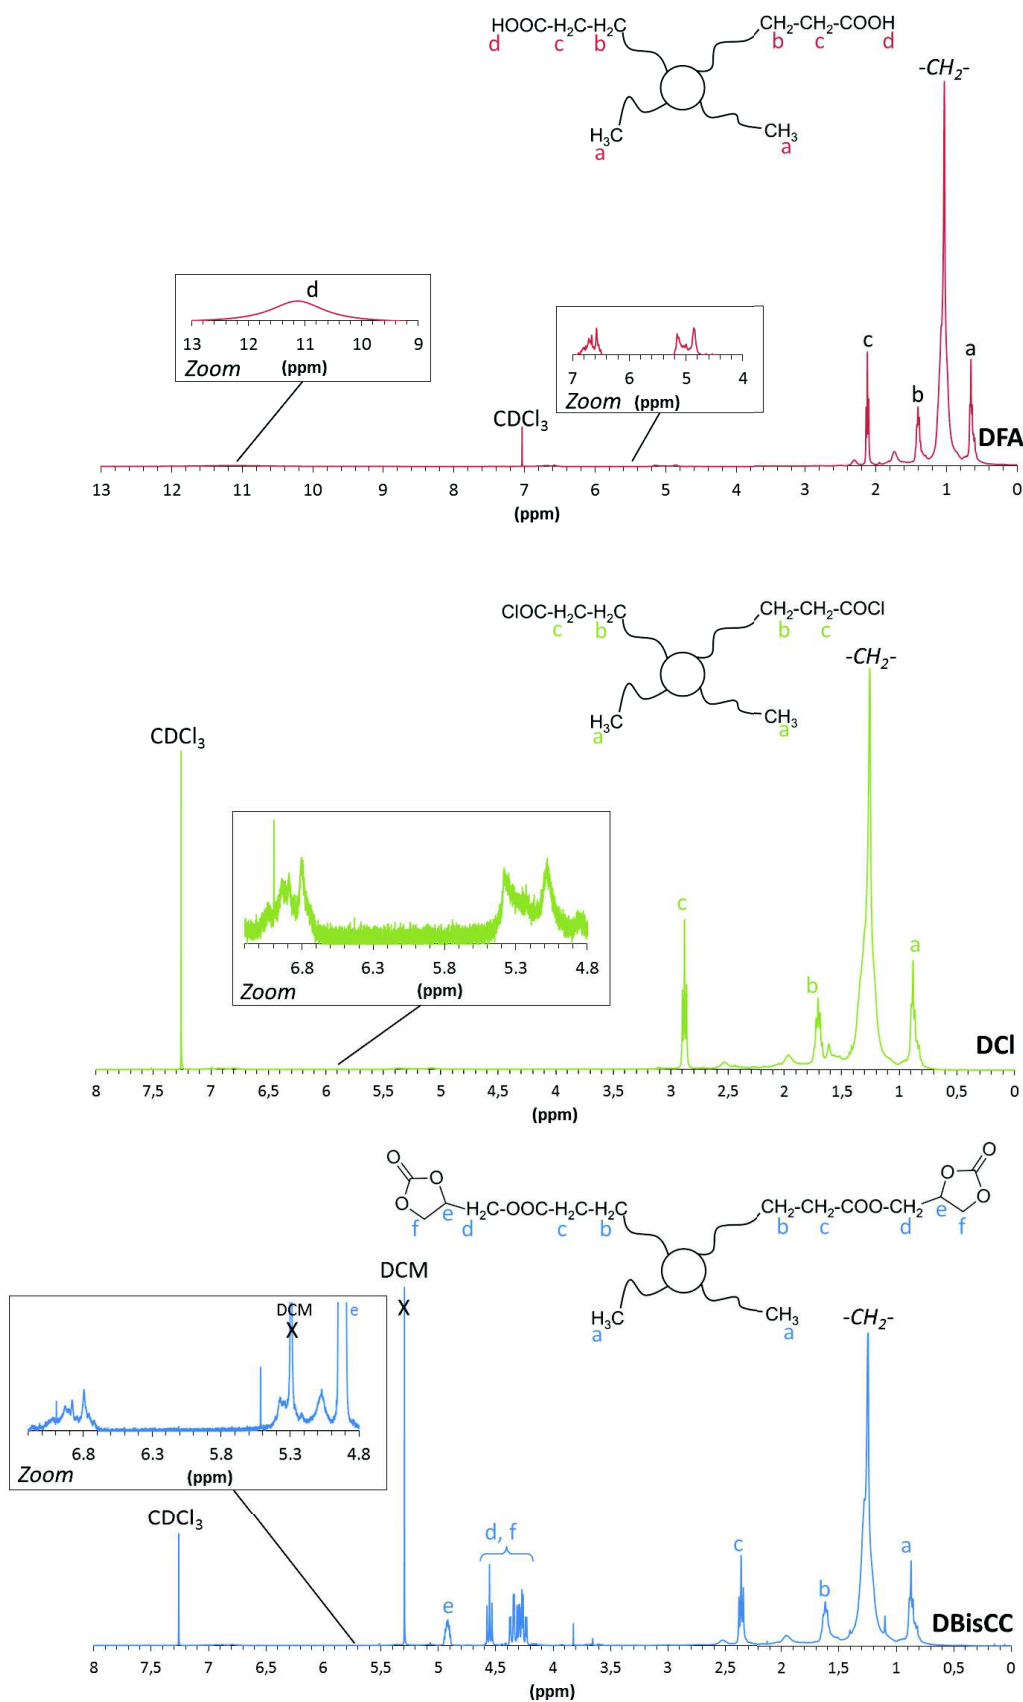 HOOC-H2C-H2C
CH2-CH2-COOH
d c b
b c d
-CH2-
H3C
CH3
a
a
d
13 12 11 10 9
Zoom (ppm)
7 6 5 4
Zoom (ppm)
CDCl3
c
b
a
DFA
13 12 11 10 9 8 7 6 5 4 3 2 1 0
(ppm)
ClOC-H2C-H2C
CH2-CH2-COCl
c b
b c
-CH2-
H3C
CH3
a
a
CDCl3
6.8 6.3 5.8 5.3 4.8
Zoom (ppm)
c
b
a
DCl
8 7,5 7 6,5 6 5,5 5 4,5 4 3,5 3 2,5 2 1,5 1 0,5 0
(ppm)
O
O
O
O
O
O
H2C-OOC-H2C-H2C
CH2-CH2-COO-CH2
f e d c b
b c d e f
DCM
X
H3C
CH3
a
a
-CH2-
DCM
X
e
6.8 6.3 5.8 5.3 4.8
Zoom (ppm)
CDCl3
d, f
e
c
b
a
DBisCC
8 7,5 7 6,5 6 5,5 5 4,5 4 3,5 3 2,5 2 1,5 1 0,5 0
(ppm)